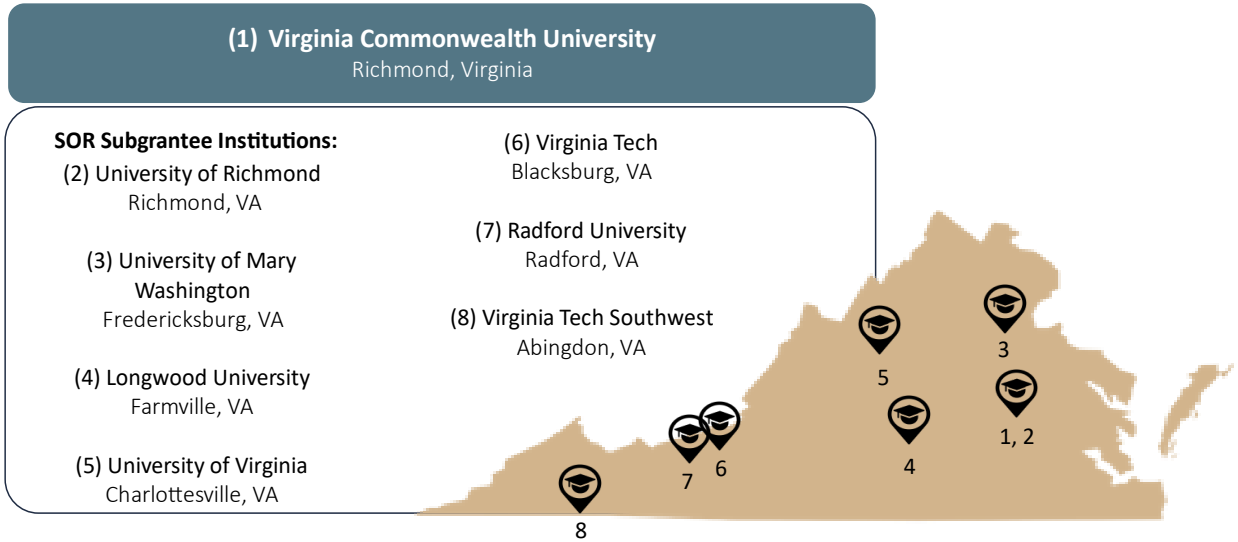 (1) Virginia Commonwealth University
Richmond, Virginia
SOR Subgrantee Institutions:
(2) University of Richmond
Richmond, VA
(3) University of Mary
Washington
Fredericksburg, VA
(4) Longwood University
Farmville, VA
(5) University of Virginia
Charlottesville, VA
(6) Virginia Tech
Blacksburg, VA
(7) Radford University
Radford, VA
(8) Virginia Tech Southwest
Abingdon, VA
3
5
1, 2
4
6
7
8